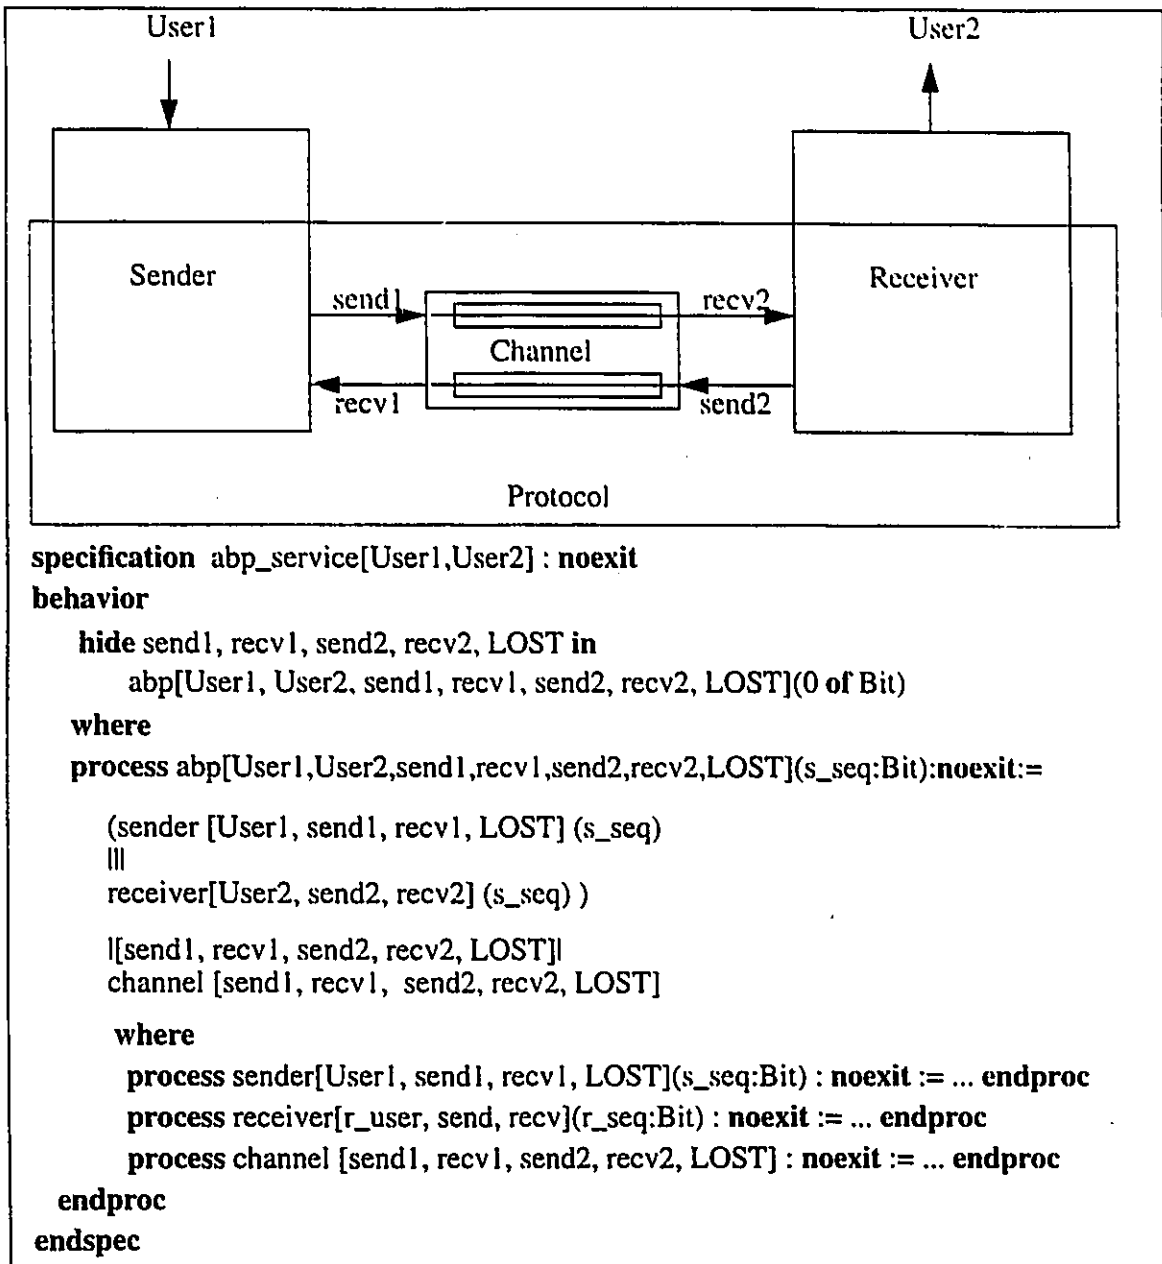 User1 User2
Sender
Receiver
send1 recv2
Channel
recv1 send2
Protocol
specification abp_service[User1,User2] : noexit
behavior
hide send1, recv1, send2, recv2, LOST in
abp[User1, User2, send1, recv1, send2, recv2, LOST](0 of Bit)
where
process abp[User1,User2,send1,recv1,send2,recv2,LOST](s_seq:Bit):noexit:=
(sender [User1, send1, recv1, LOST] (s_seq)
|||
receiver[User2, send2, recv2] (s_seq) )
|[send1, recv1, send2, recv2, LOST]|
channel [send1, recv1, send2, recv2, LOST]
where
process sender[User1, send1, recv1, LOST](s_seq:Bit) : noexit := ... endproc
process receiver[r_user, send, recv](r_seq:Bit) : noexit := ... endproc
process channel [send1, recv1, send2, recv2, LOST] : noexit := ... endproc
endproc
endspec